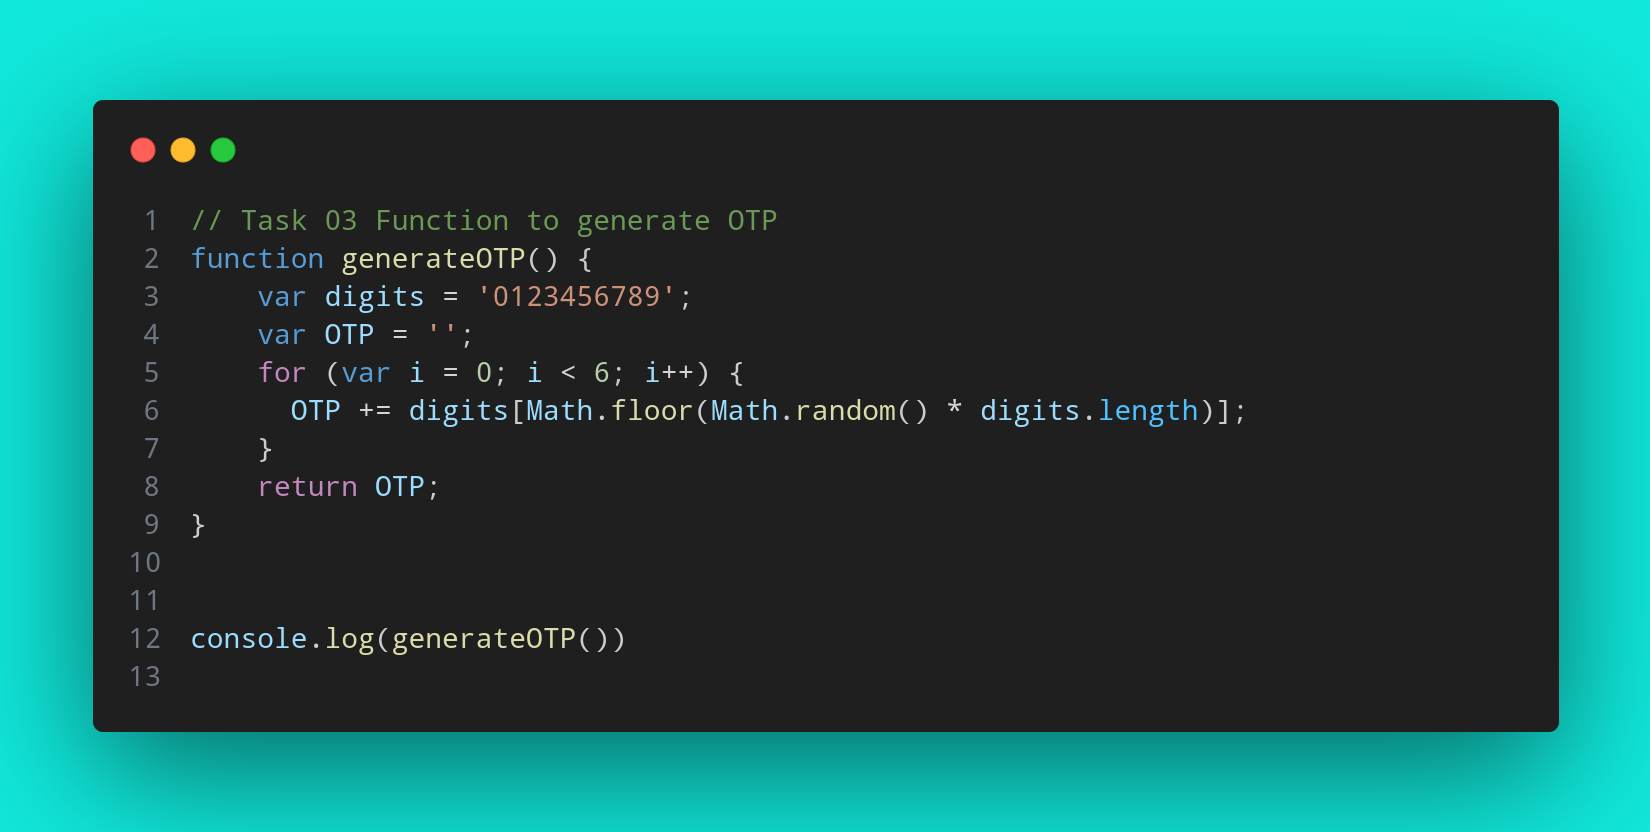 1 // Task 03 Function to generate OTP
2 function generateOTP() {
3     var digits = '0123456789';
4     var OTP = '';
5     for (var i = 0; i < 6; i++) {
6       OTP += digits[Math.floor(Math.random() * digits.length)];
7     }
8     return OTP;
9 }
10
11
12 console.log(generateOTP())
13